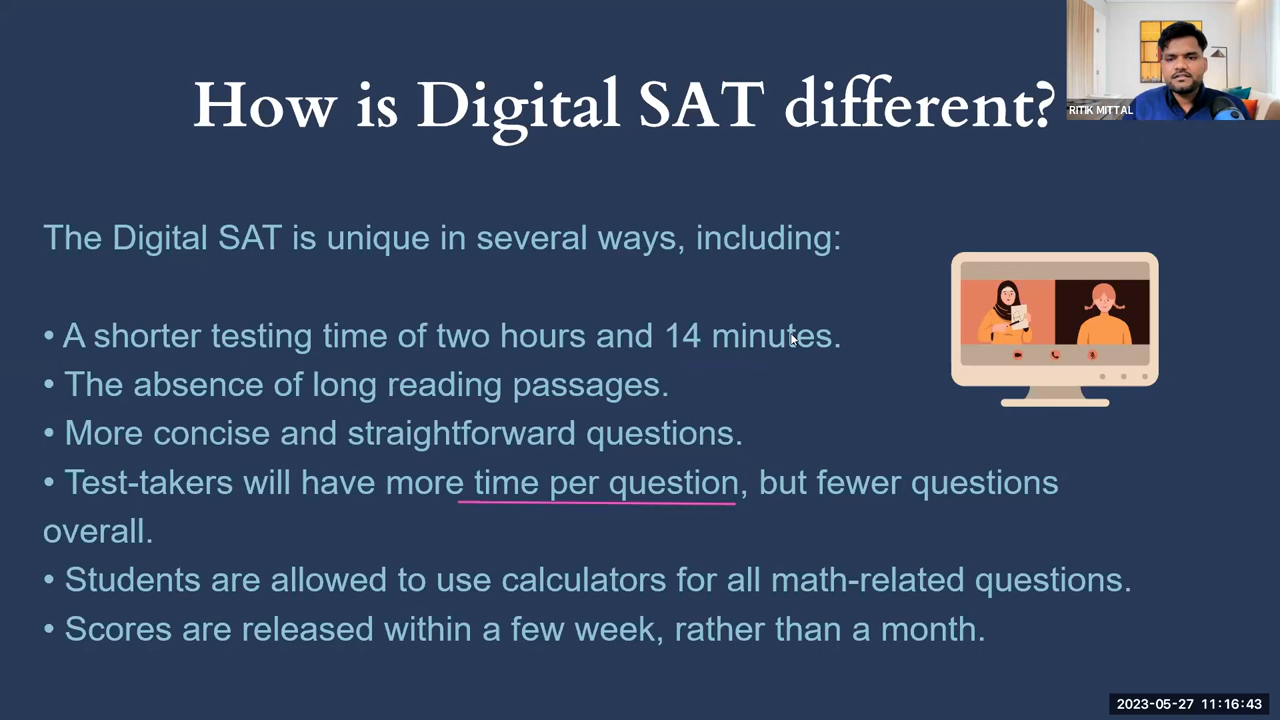 How is Digital SAT different?
RITIK MITTAL
The Digital SAT is unique in several ways, including:
• A shorter testing time of two hours and 14 minutes.
• The absence of long reading passages.
• More concise and straightforward questions.
• Test-takers will have more time per question, but fewer questions
overall.
• Students are allowed to use calculators for all math-related questions.
• Scores are released within a few week, rather than a month.
2023-05-27 11:16:43